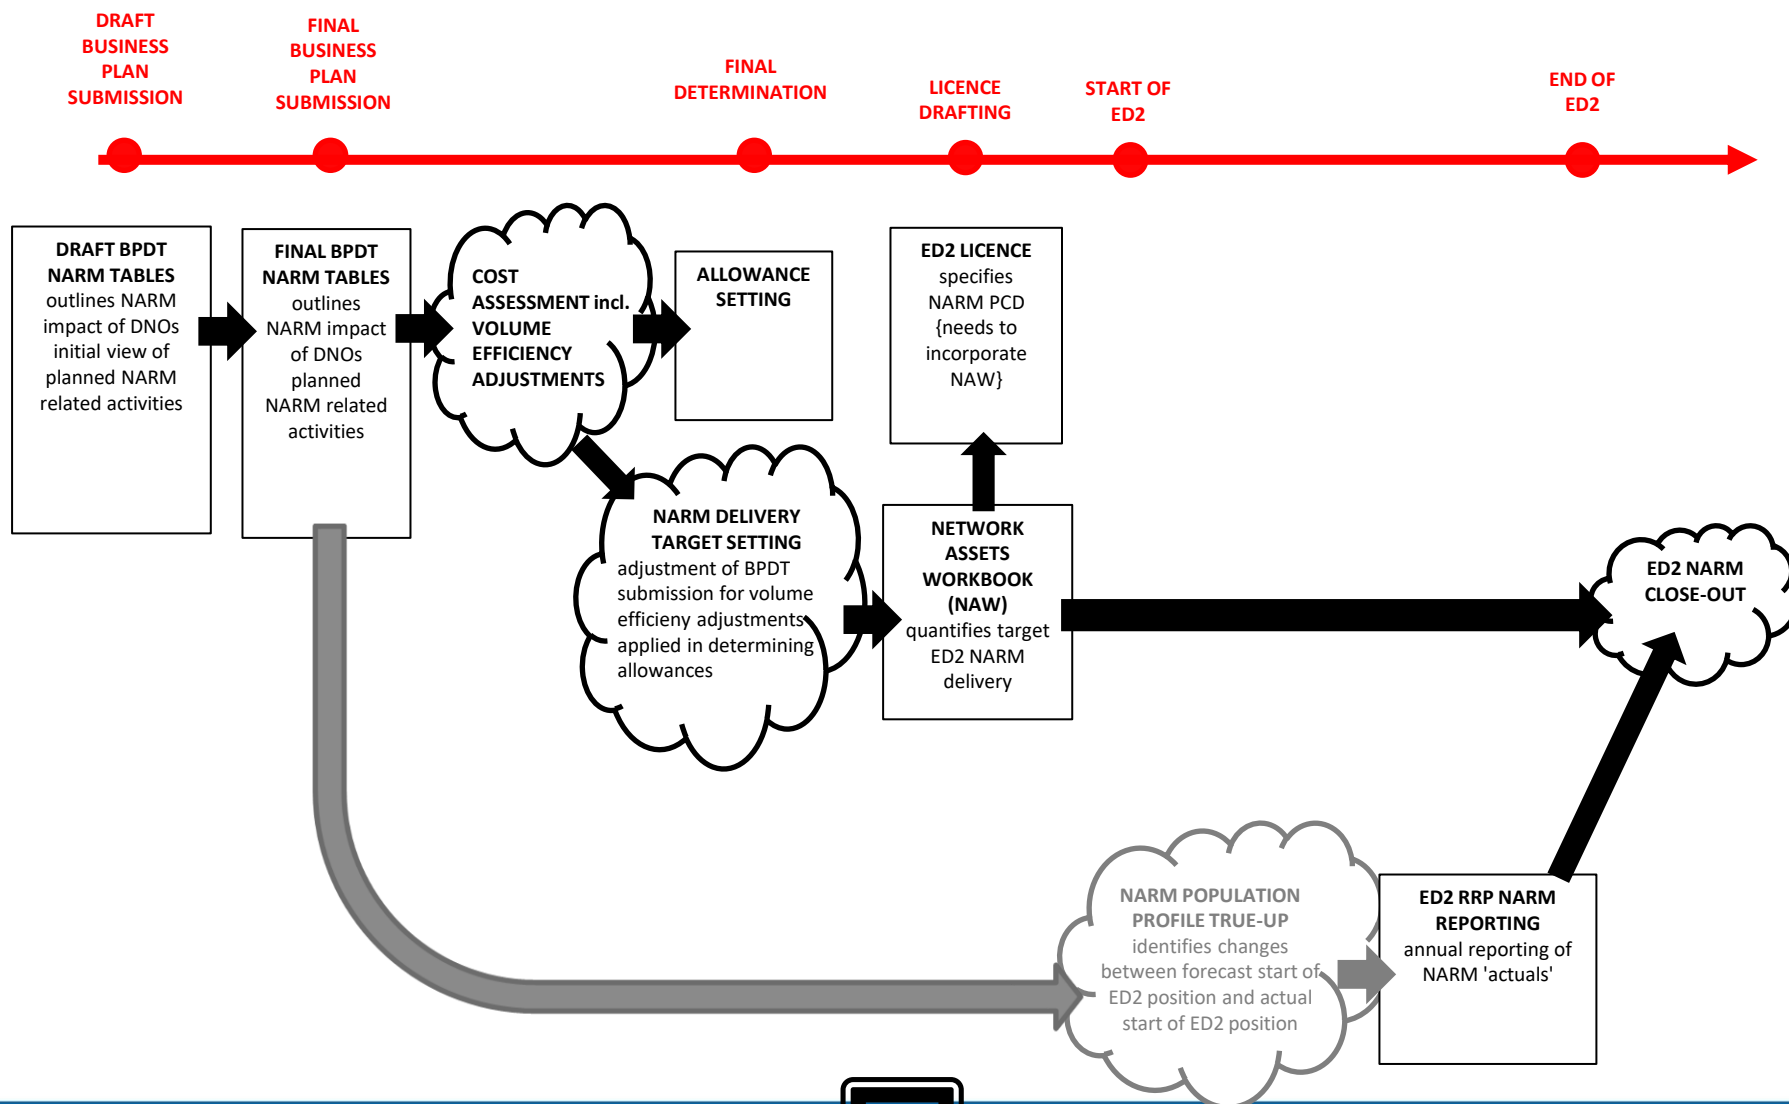 DRAFT
BUSINESS
PLAN
SUBMISSION
FINAL
BUSINESS
PLAN
SUBMISSION
FINAL
DETERMINATION
LICENCE
DRAFTING
START OF
ED2
END OF
ED2
DRAFT BPDT
NARM TABLES
outlines NARM
impact of DNOs
initial view of
planned NARM
related activities
FINAL BPDT
NARM TABLES
outlines
NARM impact
of DNOs
planned
NARM related
activities
COST
ASSESSMENT incl.
VOLUME
EFFICIENCY
ADJUSTMENTS
ALLOWANCE
SETTING
ED2 LICENCE
specifies
NARM PCD
{needs to
incorporate
NAW}
NARM DELIVERY
TARGET SETTING
adjustment of BPDT
submission for volume
efficieny adjustments
applied in determining
allowances
NETWORK
ASSETS
WORKBOOK
(NAW)
quantifies target
ED2 NARM
delivery
ED2 NARM
CLOSE-OUT
NARM POPULATION
PROFILE TRUE-UP
identifies changes
between forecast start of
ED2 position and actual
start of ED2 position
ED2 RRP NARM
REPORTING
annual reporting of
NARM 'actuals'